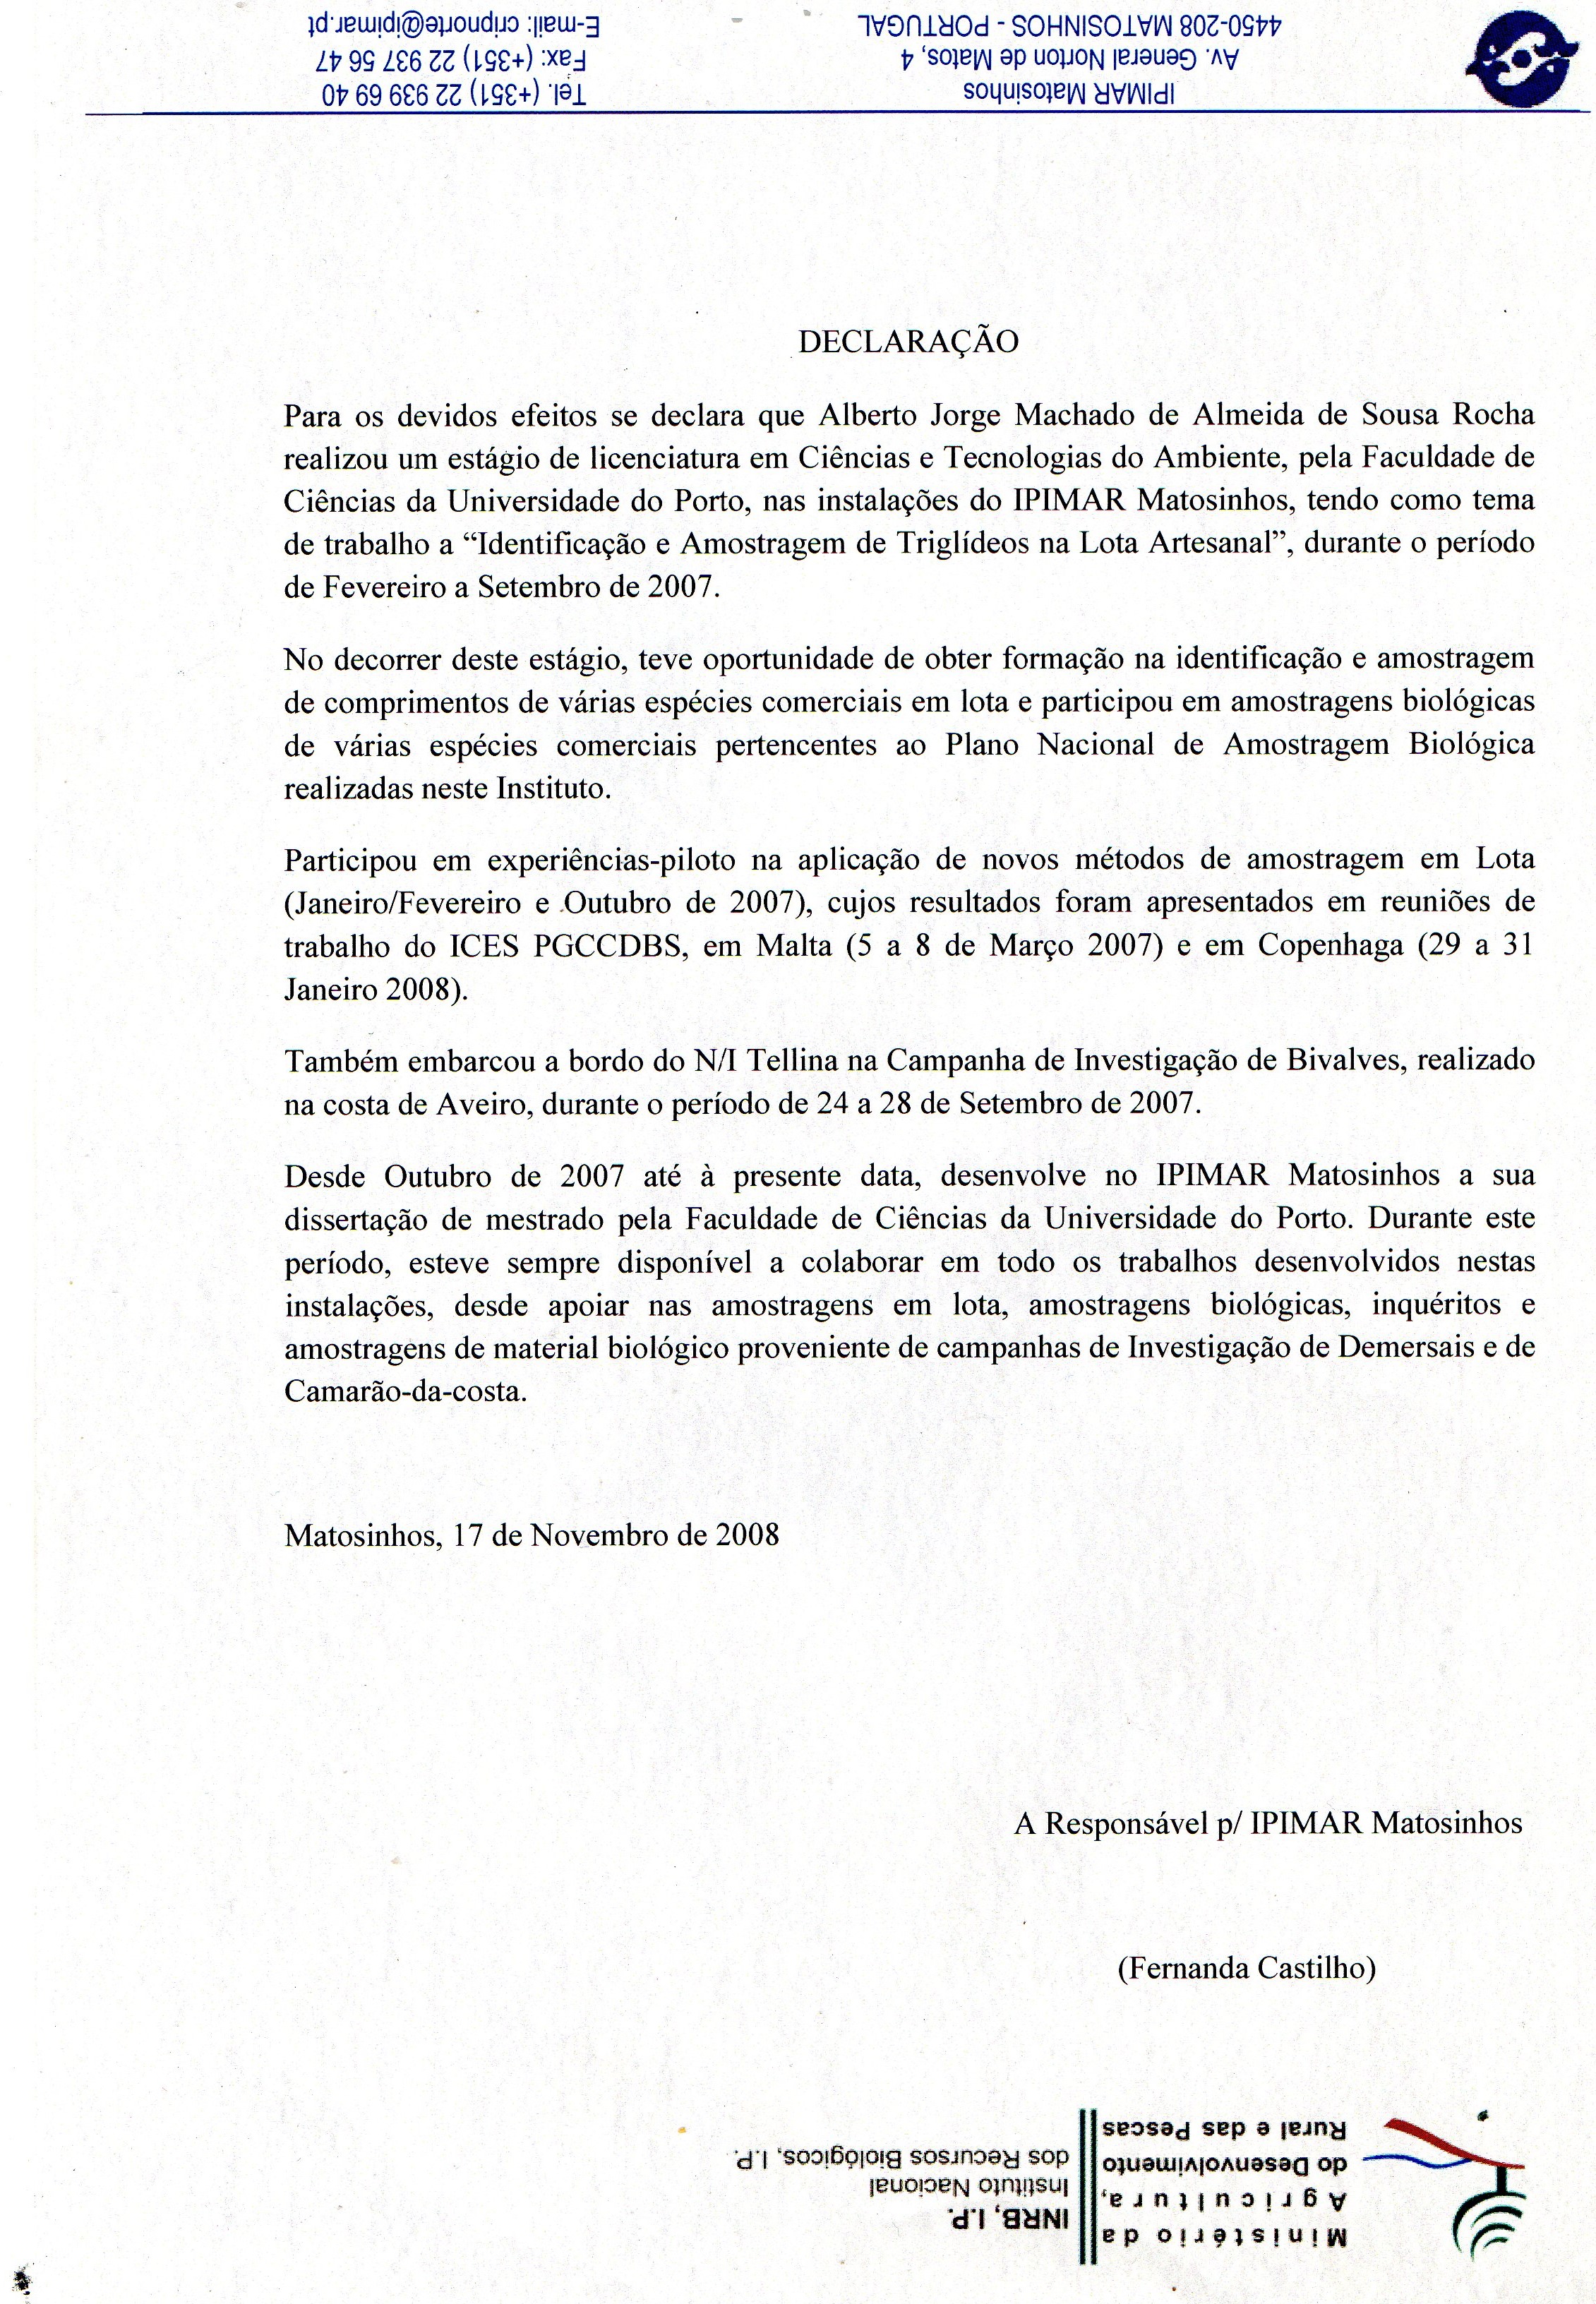 IPIMAR Matosinhos
Av. General Norton de Matos, 4
4450-208 MATOSINHOS - PORTUGAL
Tel. (+351) 22 939 69 40
Fax: (+351) 22 937 56 47
E-mail: cripnorte@ipimar.pt
DECLARAÇÃO
Para os devidos efeitos se declara que Alberto Jorge Machado de Almeida de Sousa Rocha
realizou um estágio de licenciatura em Ciências e Tecnologias do Ambiente, pela Faculdade de
Ciências da Universidade do Porto, nas instalações do IPIMAR Matosinhos, tendo como tema
de trabalho a “Identificação e Amostragem de Triglídeos na Lota Artesanal”, durante o período
de Fevereiro a Setembro de 2007.
No decorrer deste estágio, teve oportunidade de obter formação na identificação e amostragem
de comprimentos de várias espécies comerciais em lota e participou em amostragens biológicas
de várias espécies comerciais pertencentes ao Plano Nacional de Amostragem Biológica
realizadas neste Instituto.
Participou em experiências-piloto na aplicação de novos métodos de amostragem em Lota
(Janeiro/Fevereiro e Outubro de 2007), cujos resultados foram apresentados em reuniões de
trabalho do ICES PGCCDBS, em Malta (5 a 8 de Março 2007) e em Copenhaga (29 a 31
Janeiro 2008).
Também embarcou a bordo do N/I Tellina na Campanha de Investigação de Bivalves, realizado
na costa de Aveiro, durante o período de 24 a 28 de Setembro de 2007.
Desde Outubro de 2007 até à presente data, desenvolve no IPIMAR Matosinhos a sua
dissertação de mestrado pela Faculdade de Ciências da Universidade do Porto. Durante este
período, esteve sempre disponível a colaborar em todo os trabalhos desenvolvidos nestas
instalações, desde apoiar nas amostragens em lota, amostragens biológicas, inquéritos e
amostragens de material biológico proveniente de campanhas de Investigação de Demersais e de
Camarão-da-costa.
Matosinhos, 17 de Novembro de 2008
A Responsável p/ IPIMAR Matosinhos
(Fernanda Castilho)
Ministério da
Agricultura,
do Desenvolvimento
Rural e das Pescas
INRB, I.P.
Instituto Nacional
dos Recursos Biológicos, I.P.